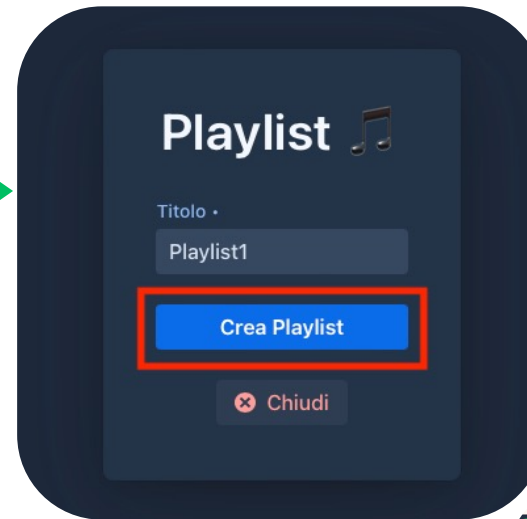 Playlist 🎵
Titolo •
Playlist1
Crea Playlist
Chiudi